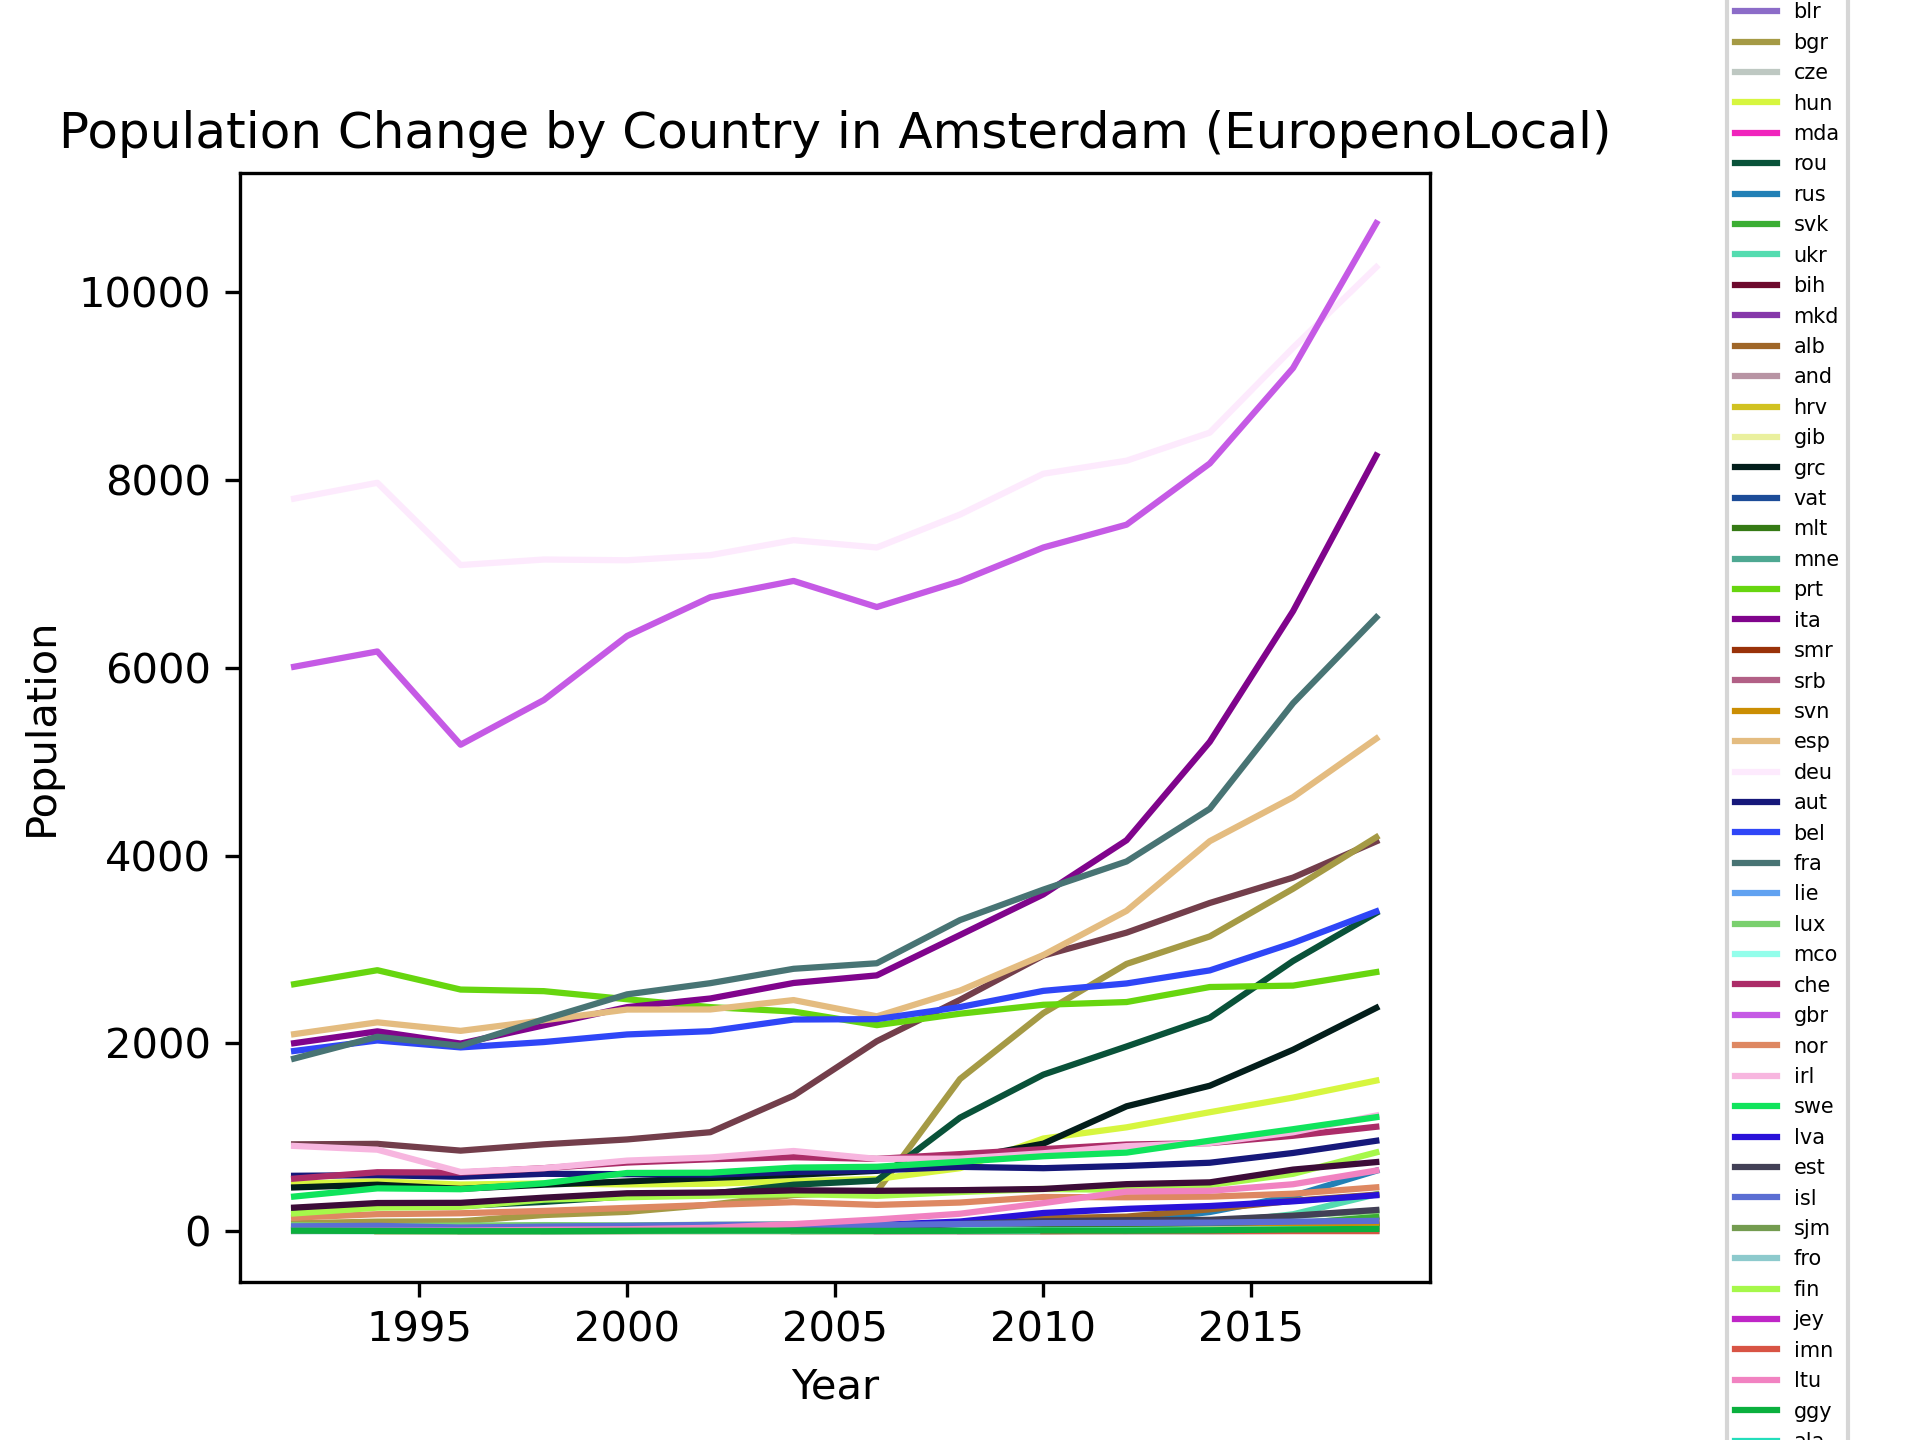 Population Change by Country in Amsterdam (EuropenoLocal)
Population
10000
8000
6000
4000
2000
0
1995 2000 2005 2010 2015
Year
blr
bgr
cze
hun
mda
rou
rus
svk
ukr
bih
mkd
alb
and
hrv
gib
grc
vat
mlt
mne
prt
ita
smr
srb
svn
esp
deu
aut
bel
fra
lie
lux
mco
che
gbr
nor
irl
swe
lva
est
isl
sjm
fro
fin
jey
imn
ltu
ggy